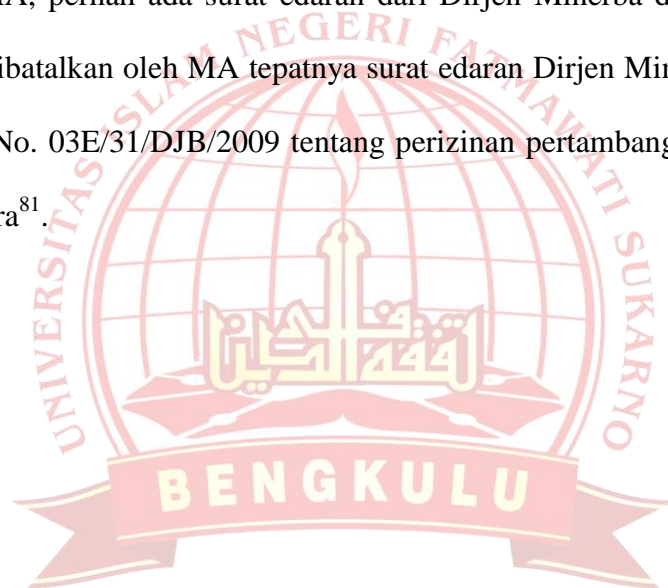 MA, pernah ada surat edaran dari Dirjen Minerba d
ibatalkan oleh MA tepatnya surat edaran Dirjen Min
No. 03E/31/DJB/2009 tentang perizinan pertambang
ra81.
UNIVERSITAS ISLAM NEGERI FATMAWATI SUKARNO
BENGKULU